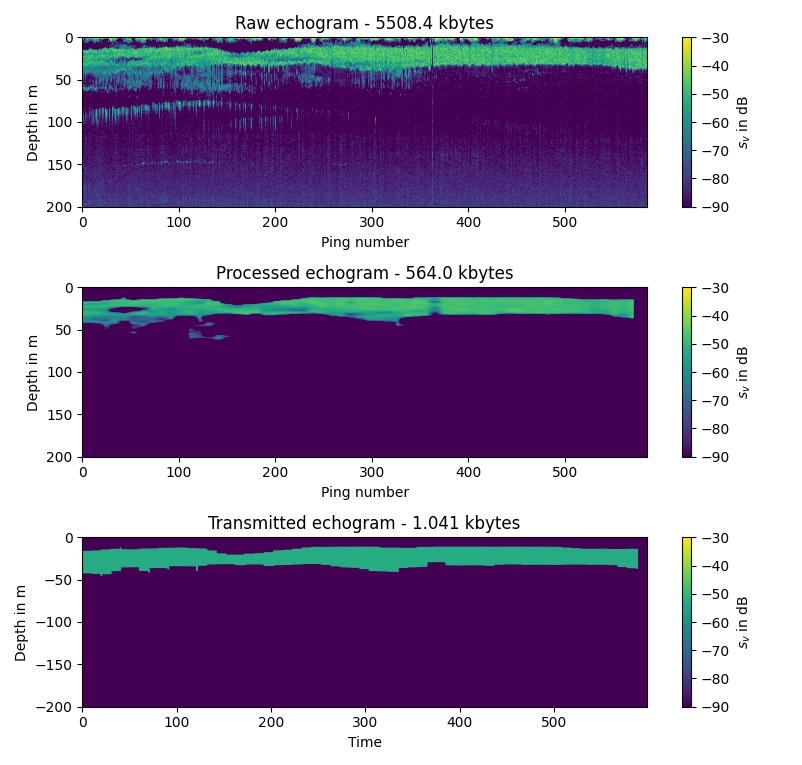 Raw echogram - 5508.4 kbytes
0
50
100
150
200
Depth in m
0 100 200 300 400 500
Ping number
−30
−40
−50
−60
−70
−80
−90
sᵥ in dB
Processed echogram - 564.0 kbytes
0
50
100
150
200
Depth in m
0 100 200 300 400 500
Ping number
−30
−40
−50
−60
−70
−80
−90
sᵥ in dB
Transmitted echogram - 1.041 kbytes
0
−50
−100
−150
−200
Depth in m
0 100 200 300 400 500
Time
−30
−40
−50
−60
−70
−80
−90
sᵥ in dB